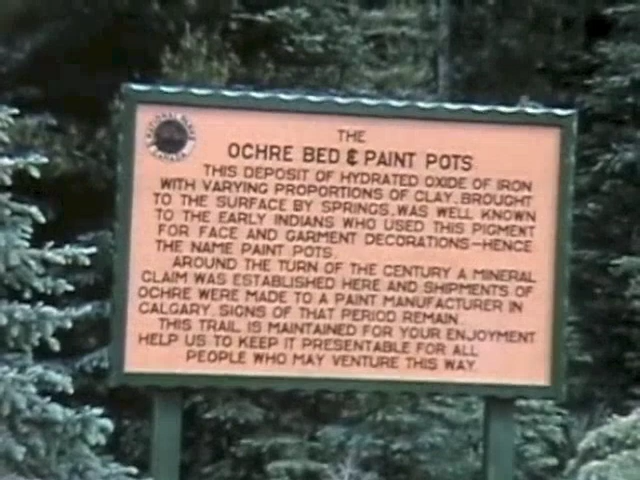 NATIONAL PARKS
CANADA
THE
OCHRE BED & PAINT POTS
THIS DEPOSIT OF HYDRATED OXIDE OF IRON
WITH VARYING PROPORTIONS OF CLAY, BROUGHT
TO THE SURFACE BY SPRINGS, WAS WELL KNOWN
TO THE EARLY INDIANS WHO USED THIS PIGMENT
FOR FACE AND GARMENT DECORATIONS—HENCE
THE NAME PAINT POTS.
AROUND THE TURN OF THE CENTURY A MINERAL
CLAIM WAS ESTABLISHED HERE AND SHIPMENTS OF
OCHRE WERE MADE TO A PAINT MANUFACTURER IN
CALGARY. SIGNS OF THAT PERIOD REMAIN.
THIS TRAIL IS MAINTAINED FOR YOUR ENJOYMENT
HELP US TO KEEP IT PRESENTABLE FOR ALL
PEOPLE WHO MAY VENTURE THIS WAY.